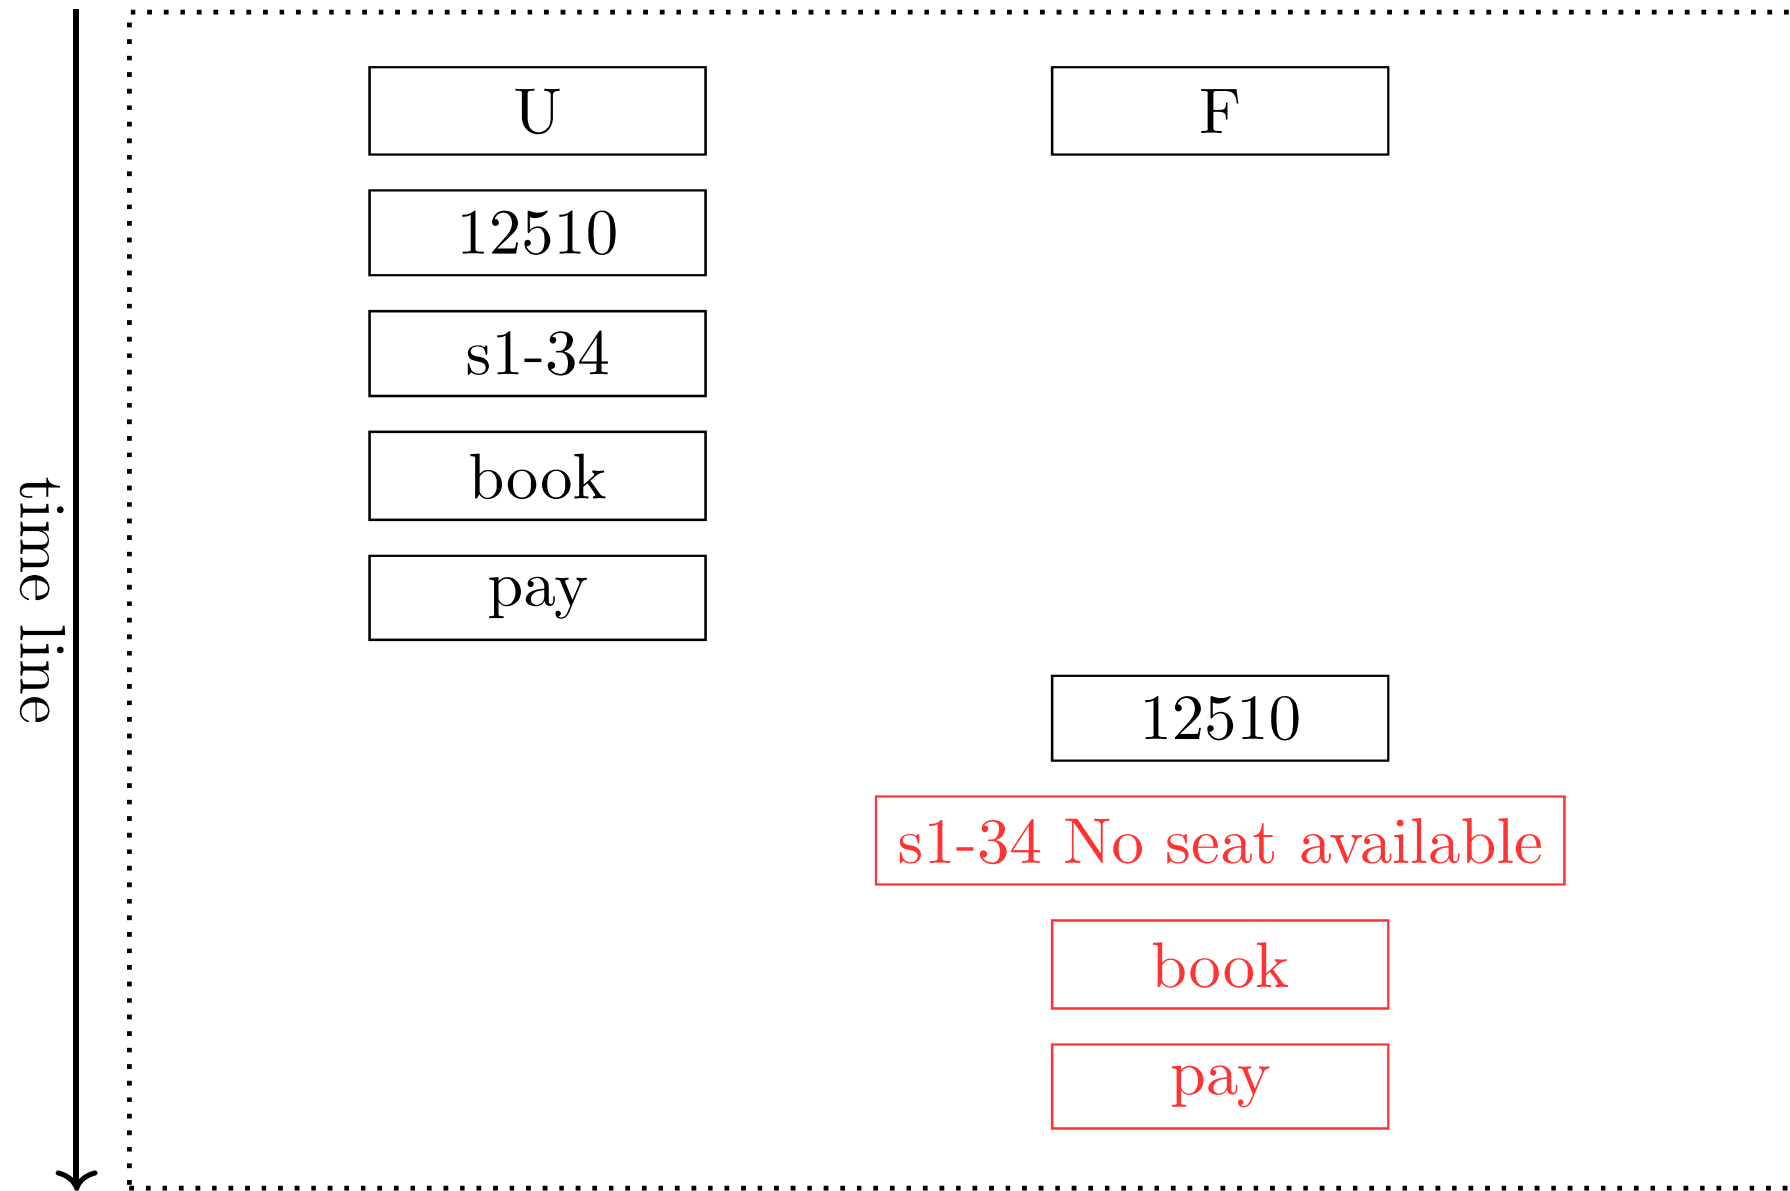 time line
U
F
12510
s1-34
book
pay
12510
s1-34 No seat available
book
pay